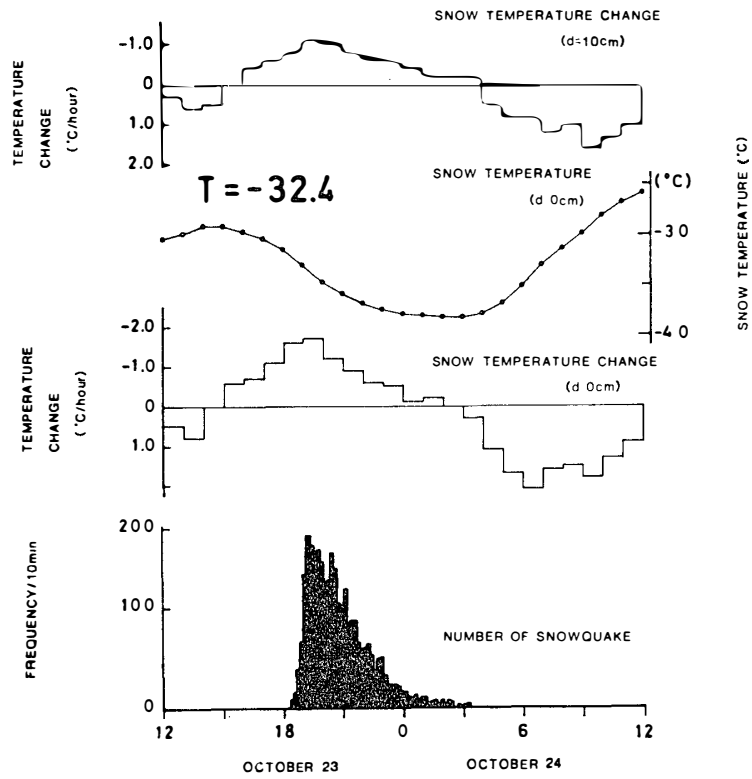 SNOW TEMPERATURE CHANGE
(d=10cm)
-1.0
0
1.0
2.0
TEMPERATURE
CHANGE
(°C/hour)
T = -32.4
SNOW TEMPERATURE
(d 0cm)
(°C)
-30
-40
SNOW TEMPERATURE (°C)
-2.0
-1.0
0
1.0
TEMPERATURE
CHANGE
(°C/hour)
SNOW TEMPERATURE CHANGE
(d 0cm)
200
100
0
FREQUENCY/10min
NUMBER OF SNOWQUAKE
12 18 0 6 12
OCTOBER 23 OCTOBER 24